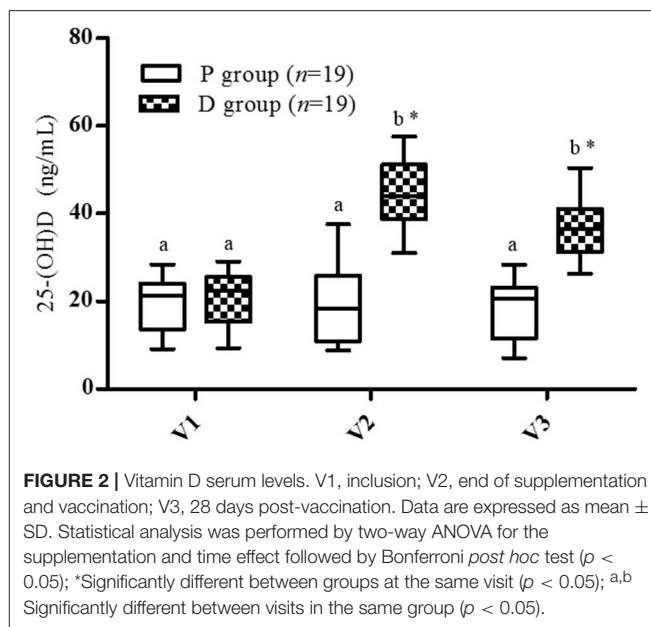 80
60
40
20
0
25-(OH)D (ng/mL)
P group (n=19)
D group (n=19)
a
a
a
b *
a
b *
V1
V2
V3
FIGURE 2 | Vitamin D serum levels. V1, inclusion; V2, end of supplementation
and vaccination; V3, 28 days post-vaccination. Data are expressed as mean ±
SD. Statistical analysis was performed by two-way ANOVA for the
supplementation and time effect followed by Bonferroni post hoc test (p <
0.05); *Significantly different between groups at the same visit (p < 0.05); a,b
Significantly different between visits in the same group (p < 0.05).